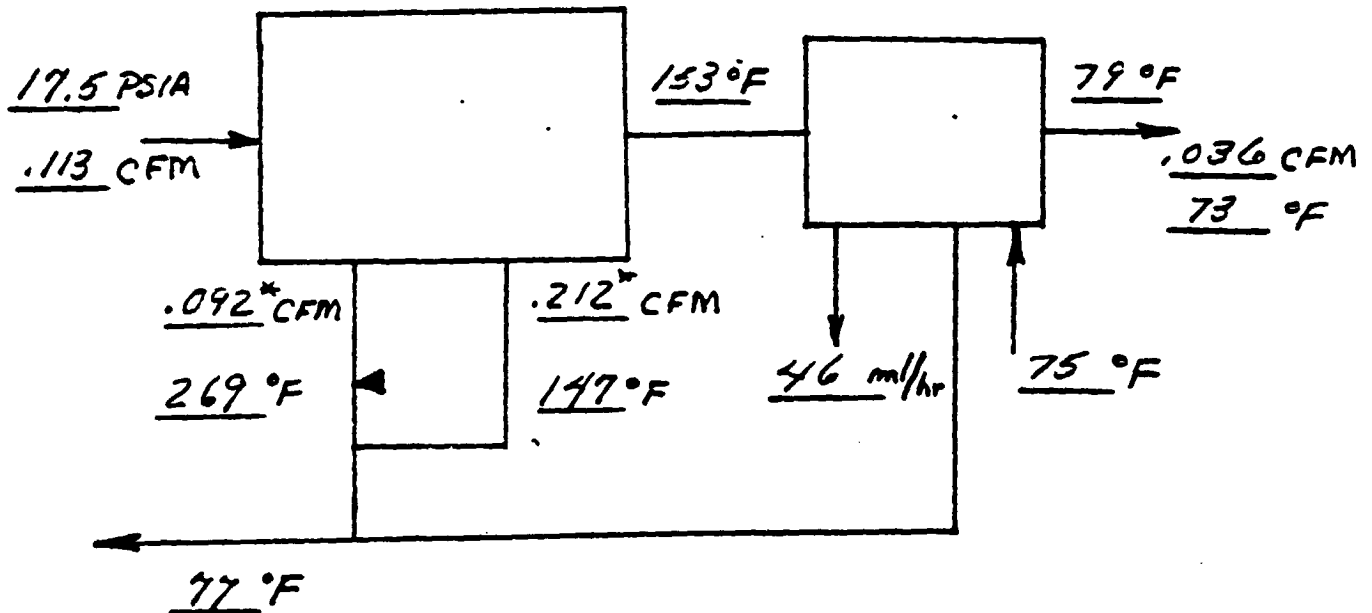 17.5 PSIA
.113 CFM
153 °F
79 °F
.036 CFM
73 °F
.092* CFM
.212* CFM
269 °F
147 °F
46 ml/hr
75 °F
77 °F